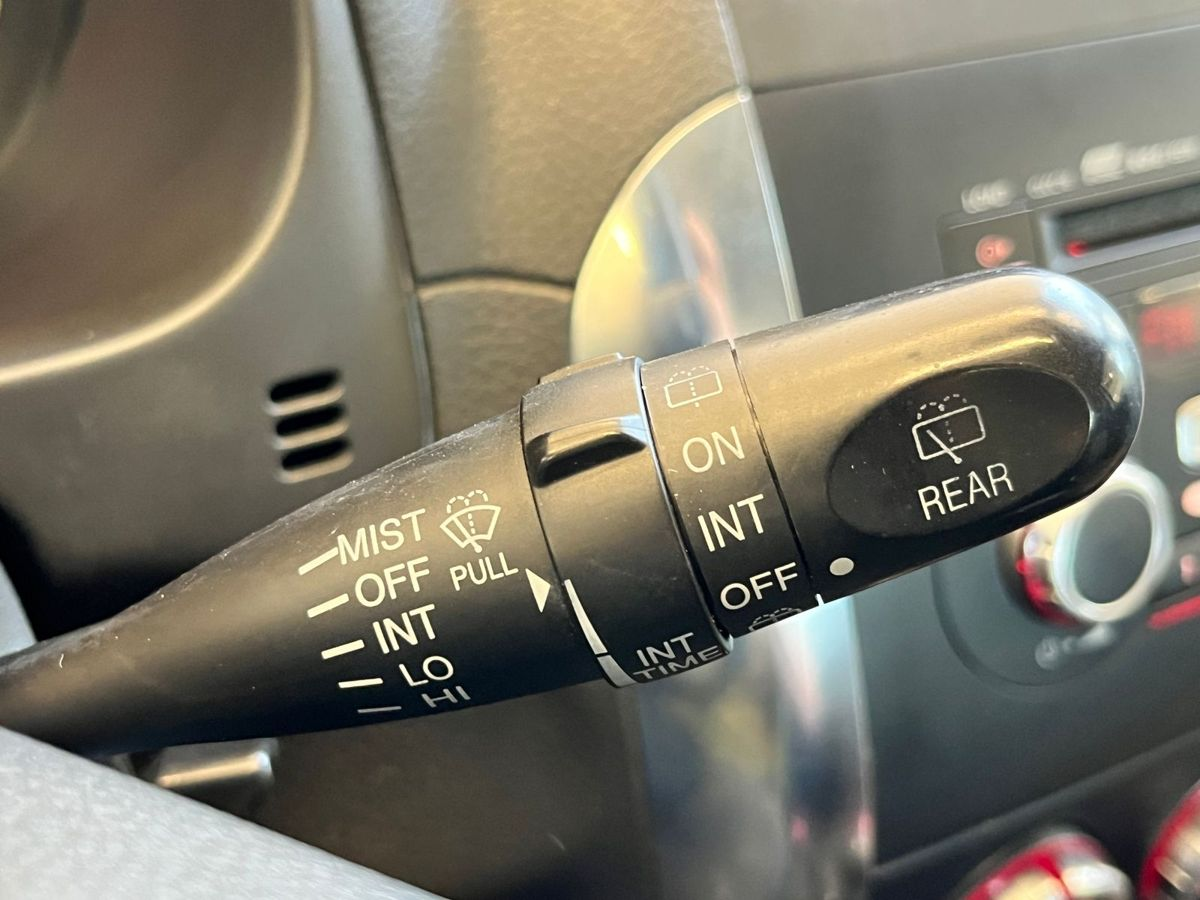 MIST
OFF
INT
LO
HI
PULL
INT
TIME
ON
INT
OFF
REAR